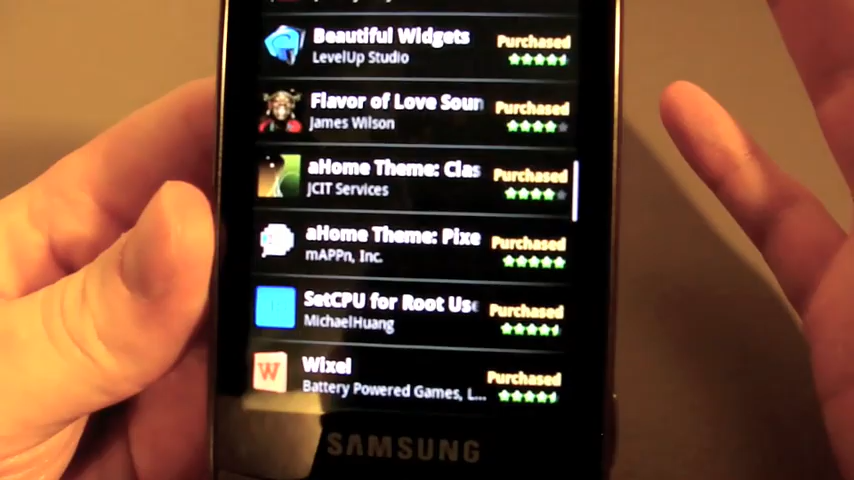 Beautiful Widgets
Purchased
LevelUp Studio
Flavor of Love Soun
Purchased
James Wilson
aHome Theme: Clas
Purchased
JCIT Services
aHome Theme: Pixe
Purchased
mAPPn, Inc.
SetCPU for Root Use
Purchased
MichaelHuang
W
Wixel
Purchased
Battery Powered Games, L...
SAMSUNG